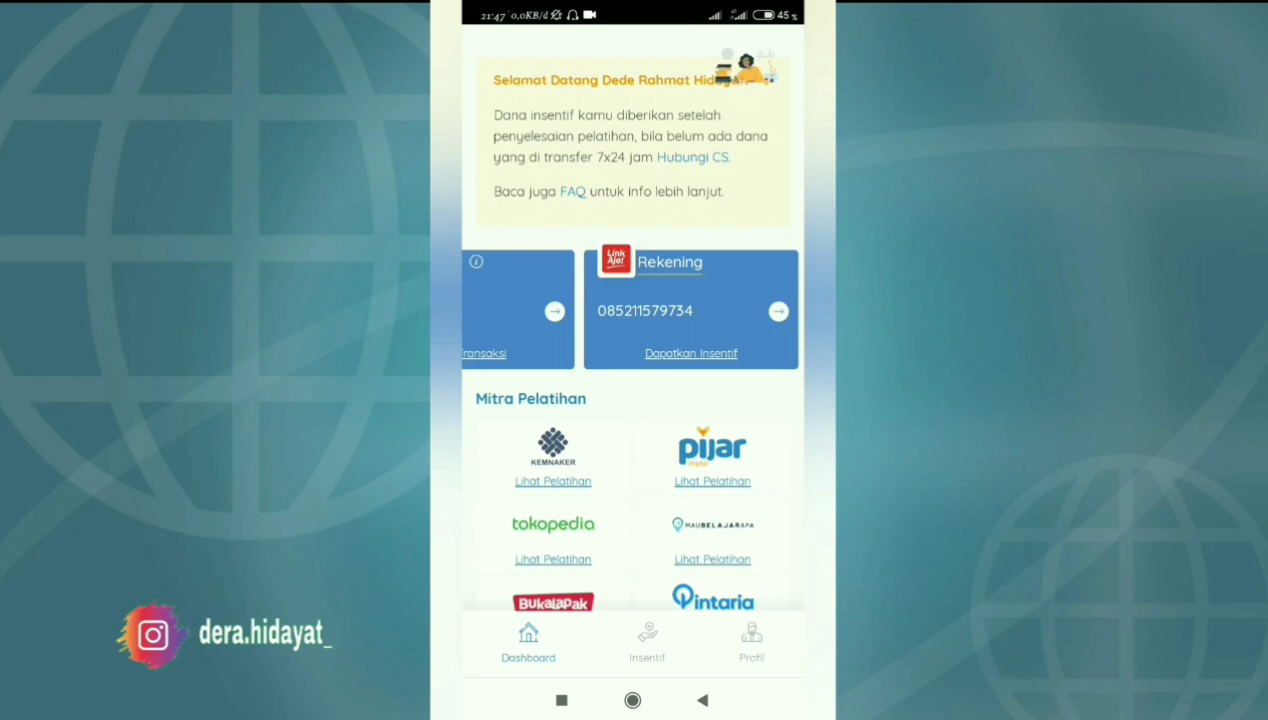 21:47
0,0KB/d
45
Selamat Datang Dede Rahmat
Dana insentif kamu diberikan setelah
penyelesaian pelatihan, bila belum ada dana
yang di transfer 7x24 jam Hubungi CS.
Baca juga FAQ untuk info lebih lanjut.
Link Aja!
Rekening
085211579734
Transaksi
Dapatkan Insentif
Mitra Pelatihan
KEMNAKER
pijar
mahir
Lihat Pelatihan
Lihat Pelatihan
tokopedia
MAUBELAJARAPA
Lihat Pelatihan
Lihat Pelatihan
BukaLapak
Pintaria
dera.hidayat_
Dashboard
Insentif
Profil